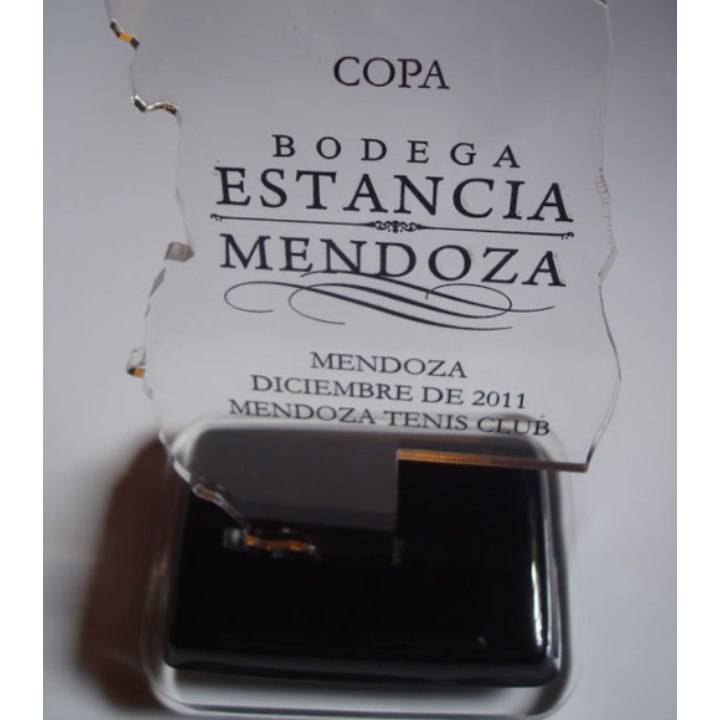 COPA
BODEGA
ESTANCIA
MENDOZA
MENDOZA
DICIEMBRE DE 2011
MENDOZA TENIS CLUB